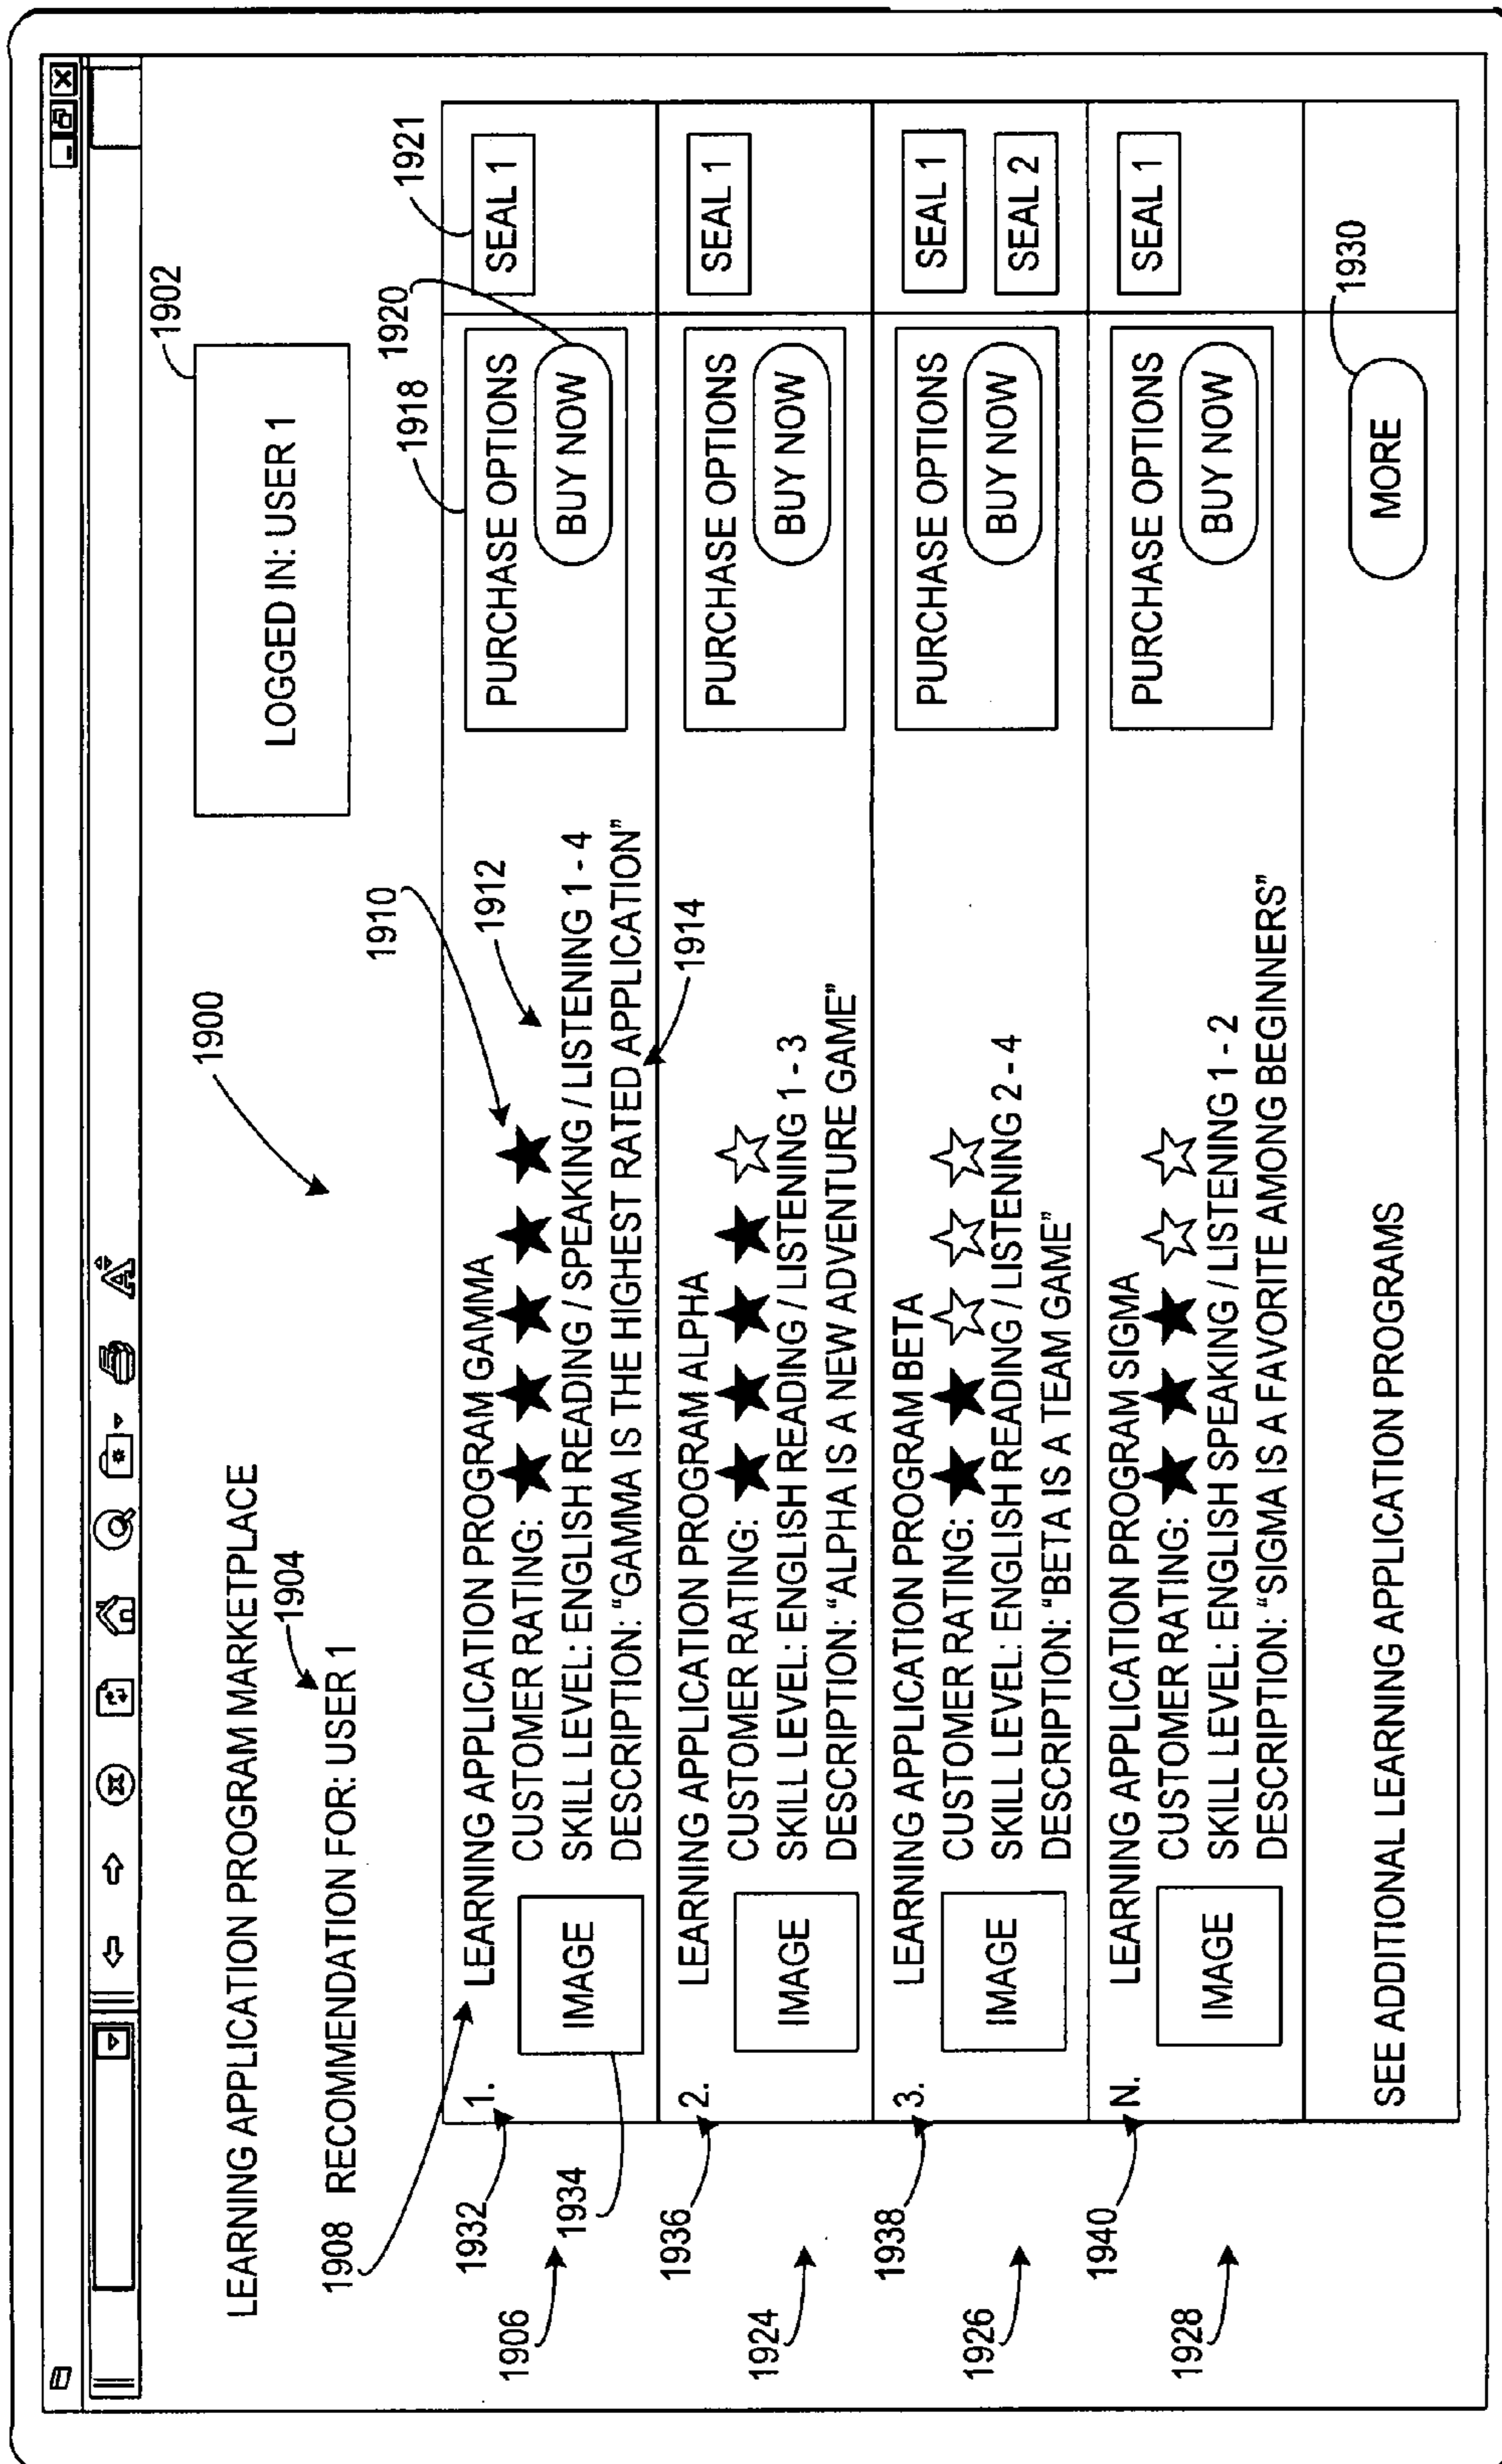 LEARNING APPLICATION PROGRAM MARKETPLACE
1900
1902
LOGGED IN: USER 1
1904
1908 RECOMMENDATION FOR: USER 1
1910
1912
1918
1920
1921
1932
1906
1934
1. LEARNING APPLICATION PROGRAM GAMMA
CUSTOMER RATING:
SKILL LEVEL: ENGLISH READING / SPEAKING / LISTENING 1 - 4
DESCRIPTION: “GAMMA IS THE HIGHEST RATED APPLICATION”
IMAGE
PURCHASE OPTIONS
BUY NOW
SEAL 1
1914
1936
1924
2. LEARNING APPLICATION PROGRAM ALPHA
CUSTOMER RATING:
SKILL LEVEL: ENGLISH READING / LISTENING 1 - 3
DESCRIPTION: “ALPHA IS A NEW ADVENTURE GAME”
IMAGE
PURCHASE OPTIONS
BUY NOW
SEAL 1
1938
1926
3. LEARNING APPLICATION PROGRAM BETA
CUSTOMER RATING:
SKILL LEVEL: ENGLISH READING / LISTENING 2 - 4
DESCRIPTION: “BETA IS A TEAM GAME”
IMAGE
PURCHASE OPTIONS
BUY NOW
SEAL 1
SEAL 2
1940
1928
N. LEARNING APPLICATION PROGRAM SIGMA
CUSTOMER RATING:
SKILL LEVEL: ENGLISH SPEAKING / LISTENING 1 - 2
DESCRIPTION: “SIGMA IS A FAVORITE AMONG BEGINNERS”
IMAGE
PURCHASE OPTIONS
BUY NOW
SEAL 1
1930
SEE ADDITIONAL LEARNING APPLICATION PROGRAMS
MORE